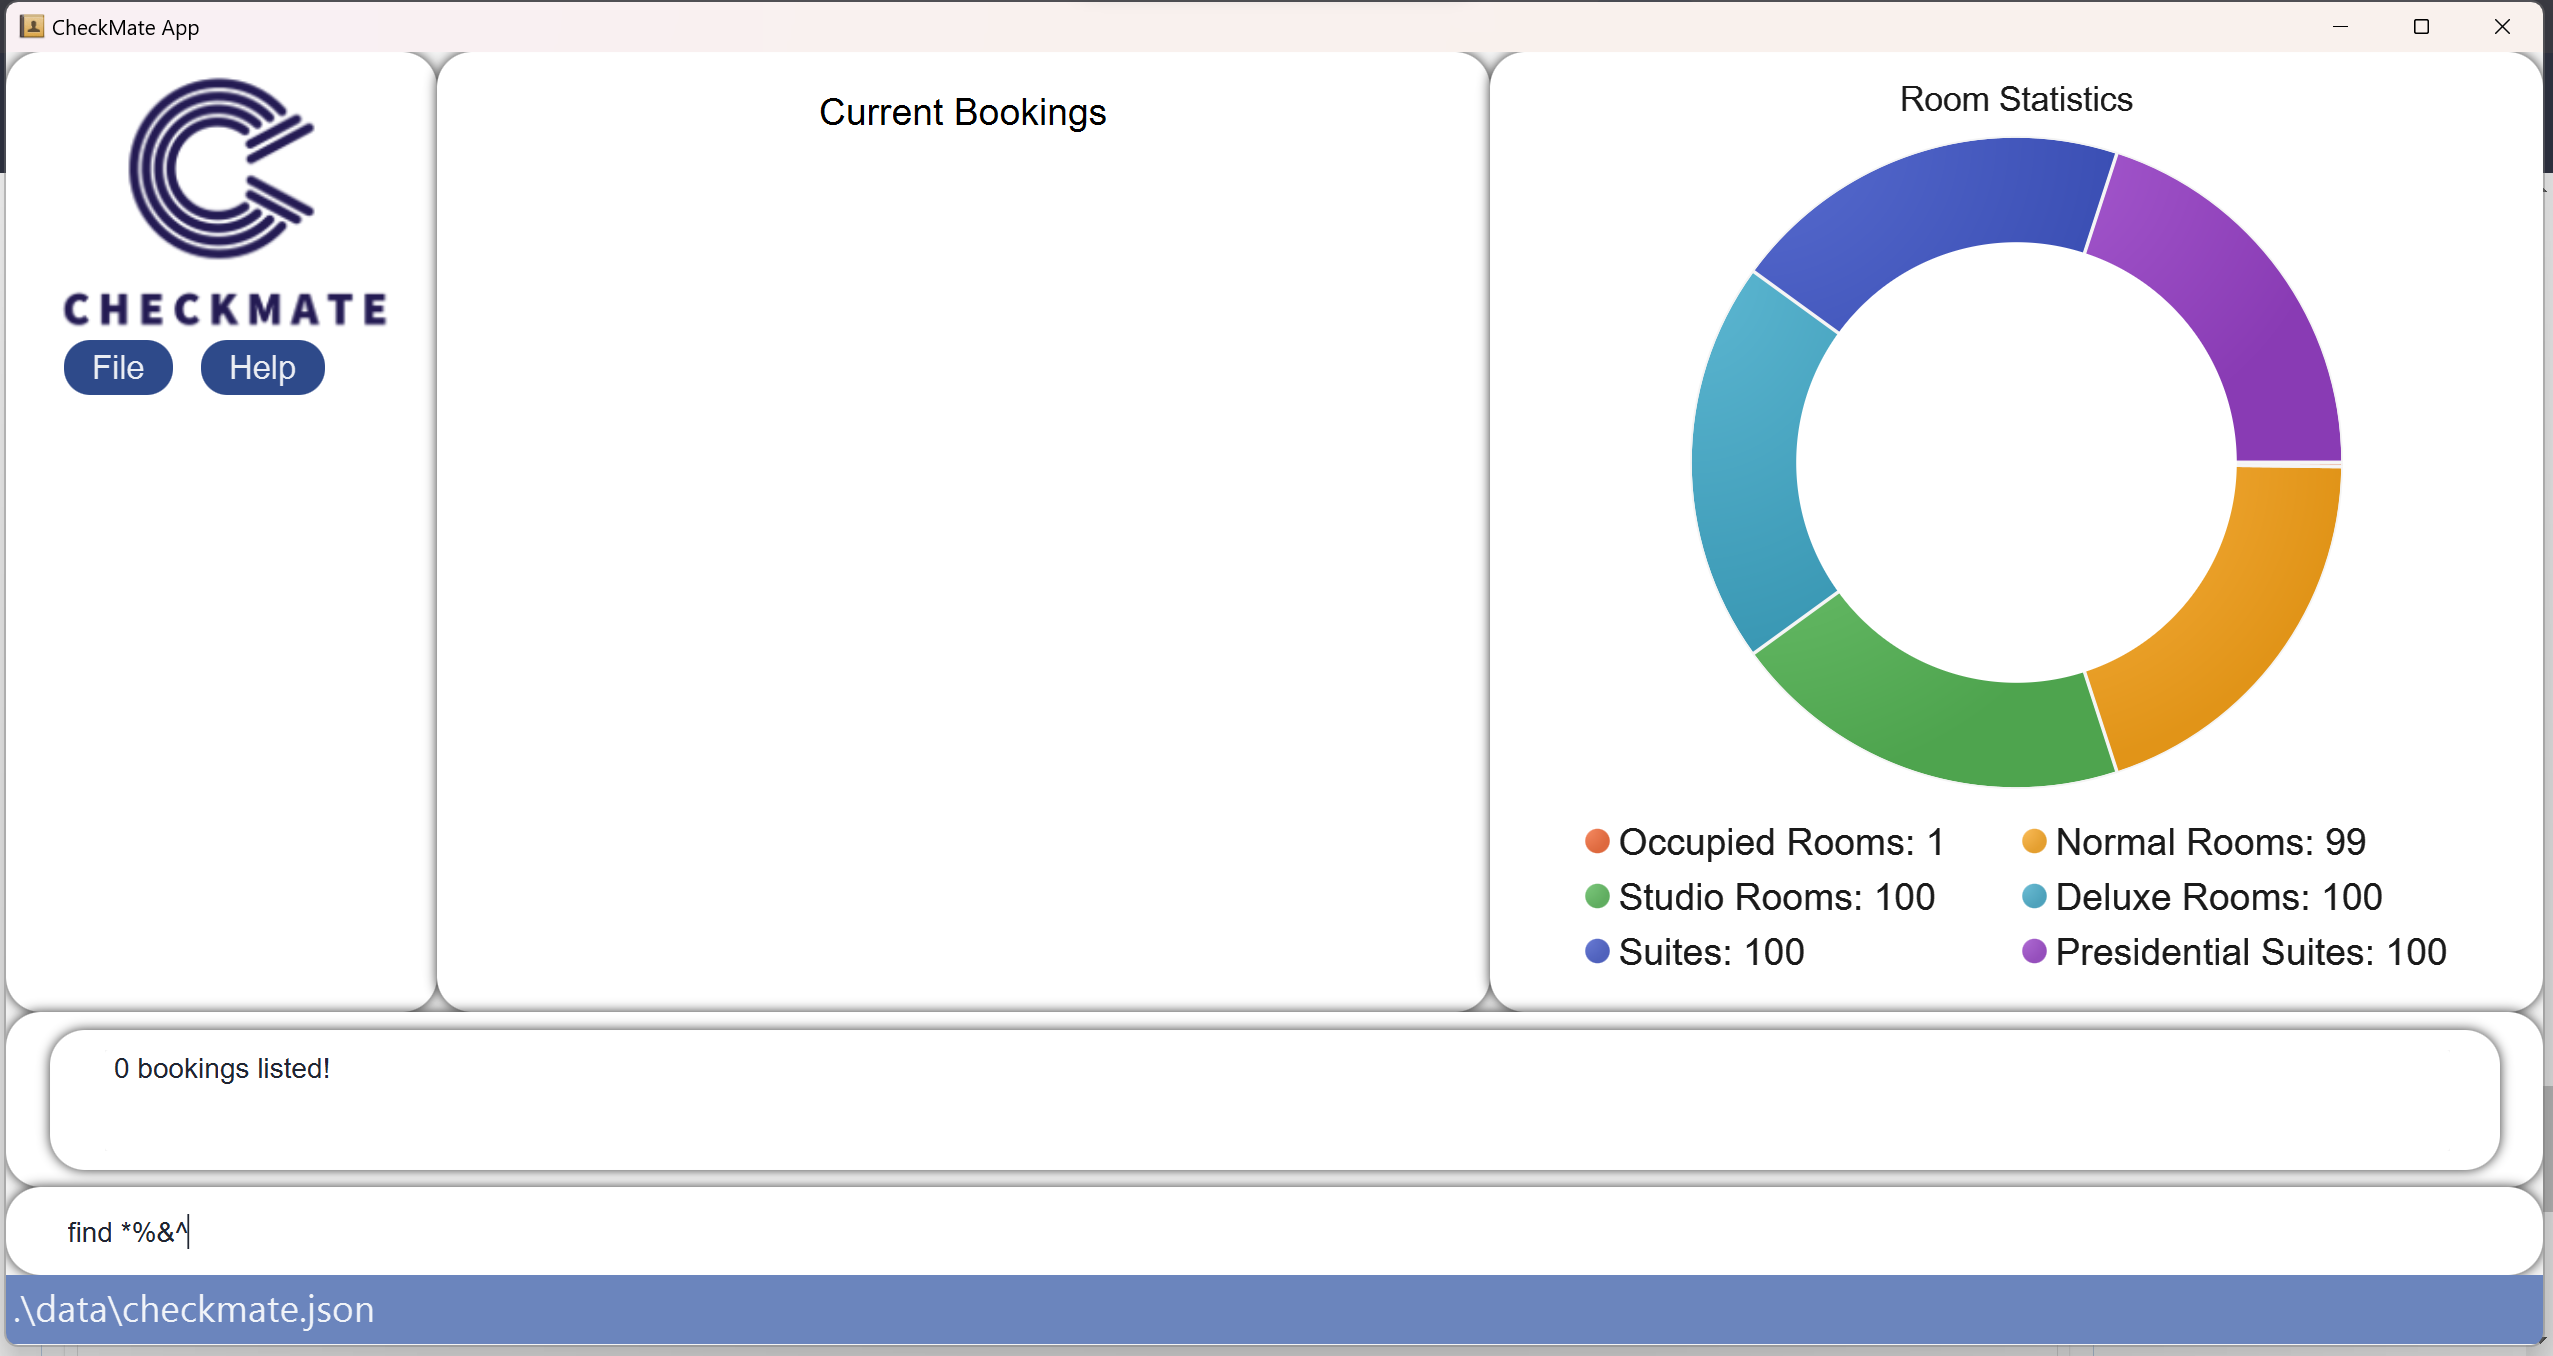 CheckMate App
CHECKMATE
File Help
Current Bookings
Room Statistics
Occupied Rooms: 1
Normal Rooms: 99
Studio Rooms: 100
Deluxe Rooms: 100
Suites: 100
Presidential Suites: 100
0 bookings listed!
find *%&^
.\data\checkmate.json